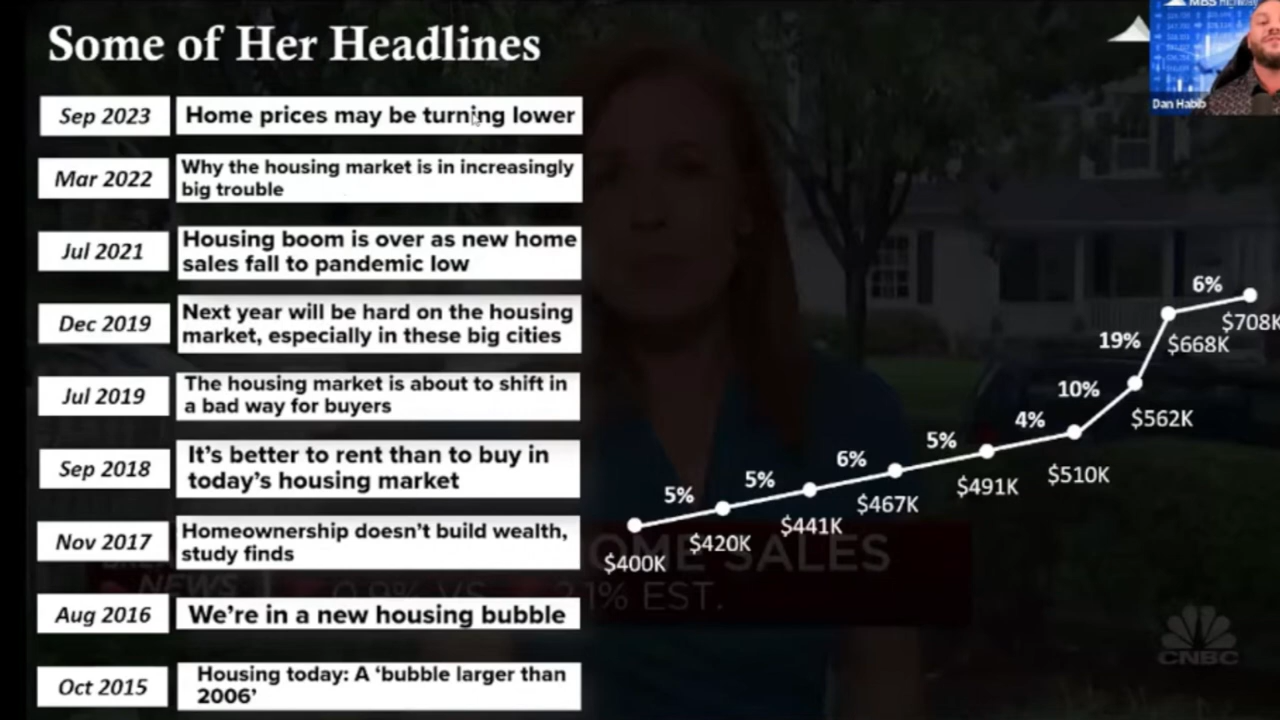 Some of Her Headlines
Sep 2023
Home prices may be turning lower
Mar 2022
Why the housing market is in increasingly
big trouble
Jul 2021
Housing boom is over as new home
sales fall to pandemic low
Dec 2019
Next year will be hard on the housing
market, especially in these big cities
Jul 2019
The housing market is about to shift in
a bad way for buyers
Sep 2018
It’s better to rent than to buy in
today’s housing market
Nov 2017
Homeownership doesn’t build wealth,
study finds
Aug 2016
We’re in a new housing bubble
Oct 2015
Housing today: A ‘bubble larger than
2006’
5%
5%
6%
5%
4%
10%
19%
6%
$400K
$420K
$441K
$467K
$491K
$510K
$562K
$668K
$708K
SALES
NEWS
VS
1% EST.
CNBC
MBS
Dan Habib